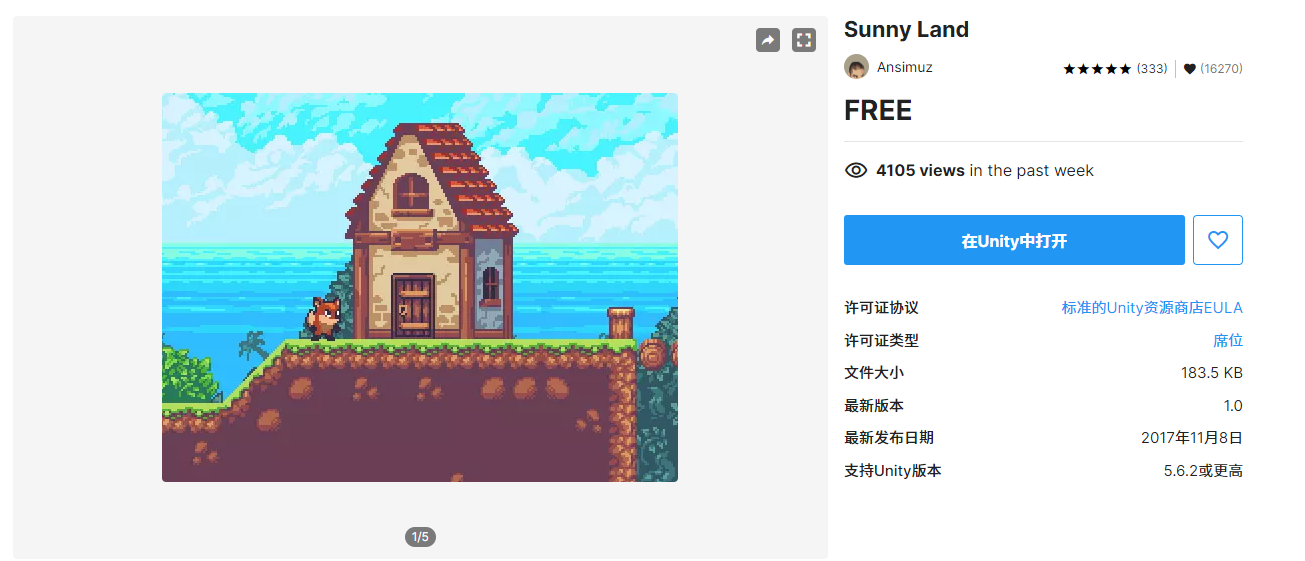 Sunny Land
Ansimuz
(333)
(16270)
FREE
4105 views in the past week
在Unity中打开
许可证协议
标准的Unity资源商店EULA
许可证类型
席位
文件大小
183.5 KB
最新版本
1.0
最新发布日期
2017年11月8日
支持Unity版本
5.6.2或更高
1/5